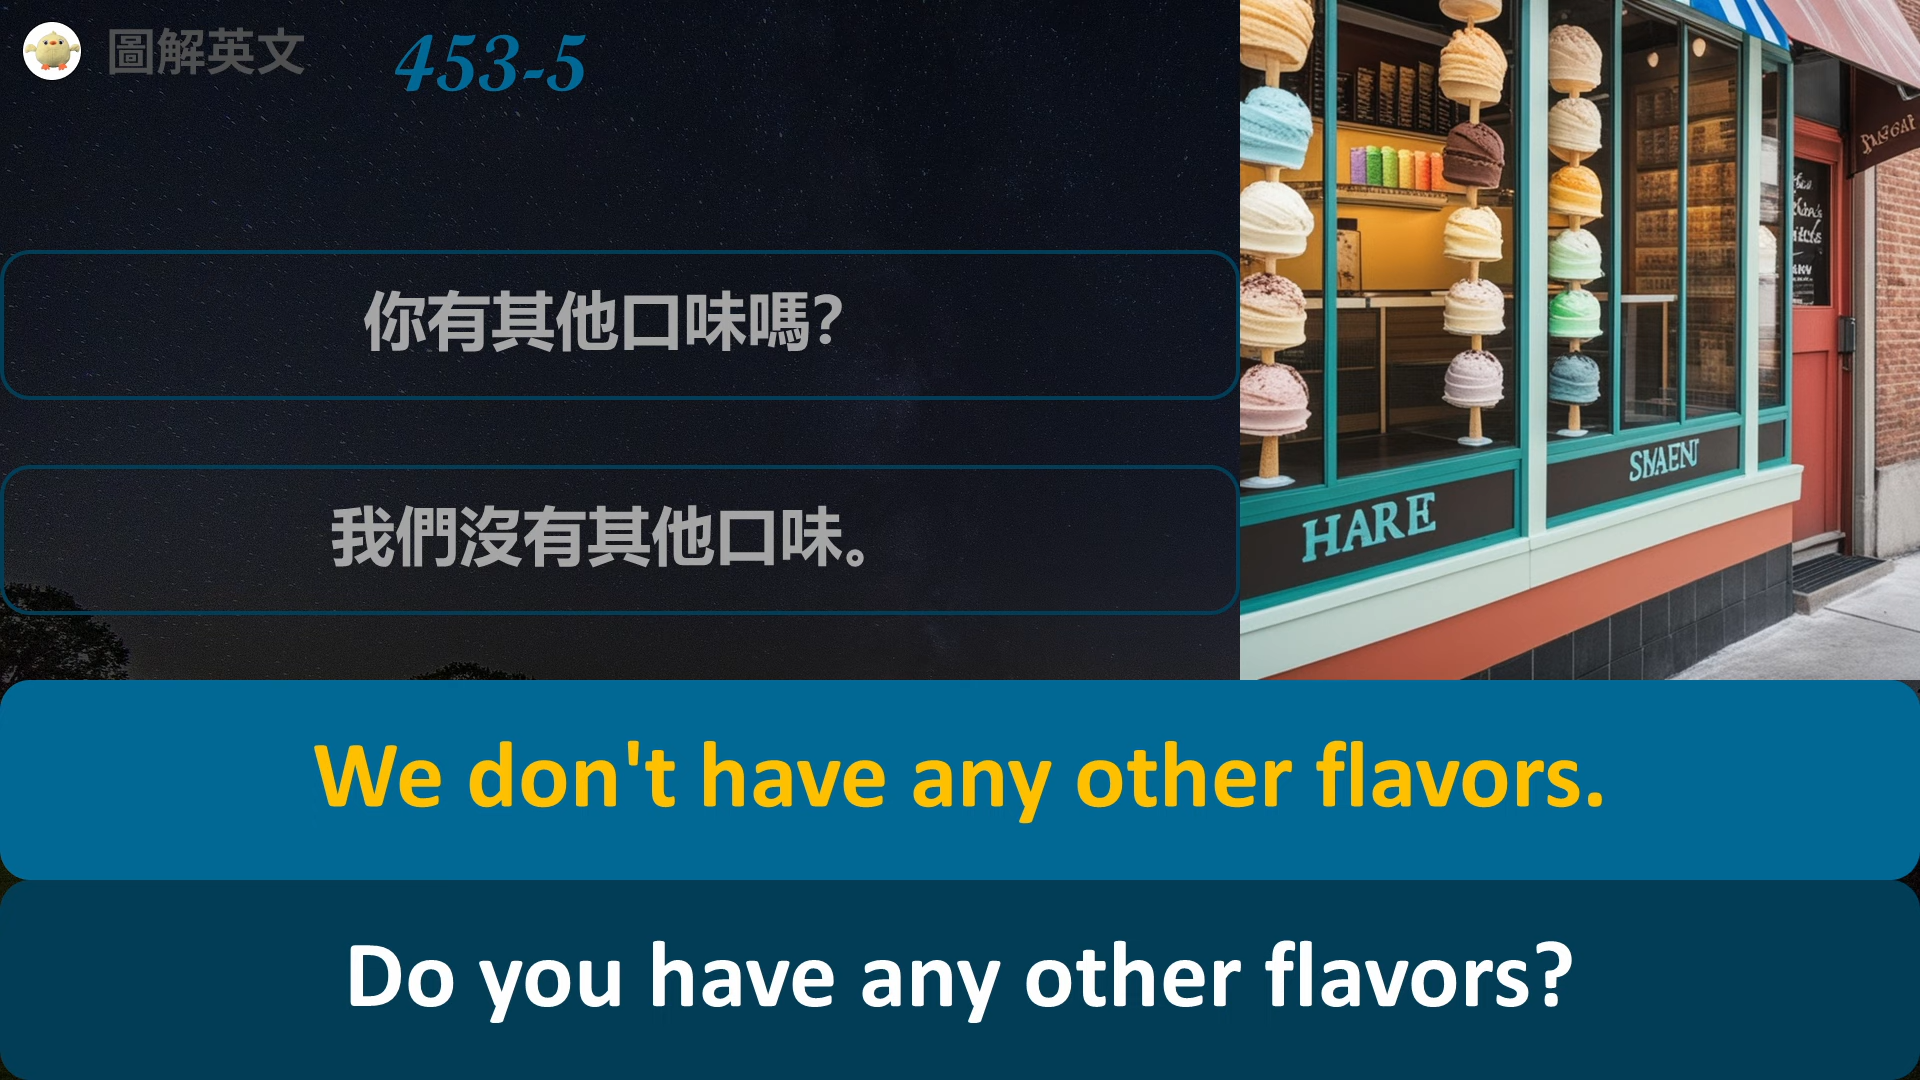 圖解英文
453-5
你有其他口味嗎?
我們沒有其他口味。
HARE
SNAEN
We don't have any other flavors.
Do you have any other flavors?